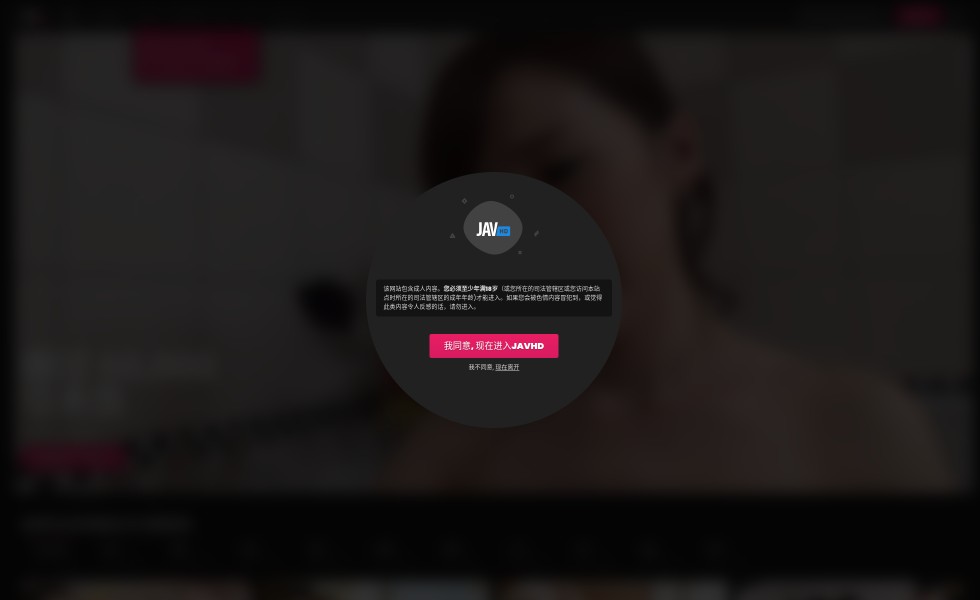 JAV HD
该网站包含成人内容。您必须至少年满18岁（或您所在的司法管辖区或您访问本站
点时所在的司法管辖区的成年年龄)才能进入。如果您会被色情内容冒犯到，或觉得
此类内容令人反感的话，请勿进入。
我同意, 现在进入JAVHD
我不同意, 现在离开